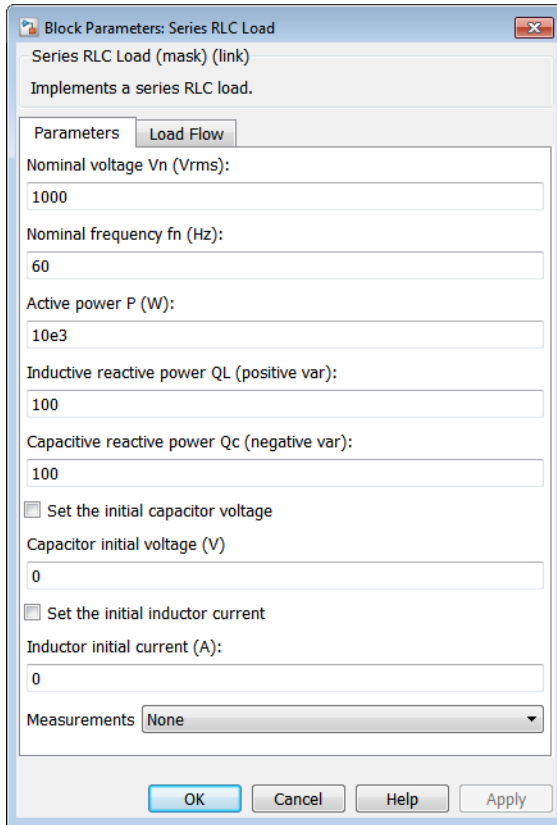 Block Parameters: Series RLC Load
Series RLC Load (mask) (link)
Implements a series RLC load.
Parameters Load Flow
Nominal voltage Vn (Vrms):
1000
Nominal frequency fn (Hz):
60
Active power P (W):
10e3
Inductive reactive power QL (positive var):
100
Capacitive reactive power Qc (negative var):
100
Set the initial capacitor voltage
Capacitor initial voltage (V)
0
Set the initial inductor current
Inductor initial current (A):
0
Measurements None
OK Cancel Help Apply